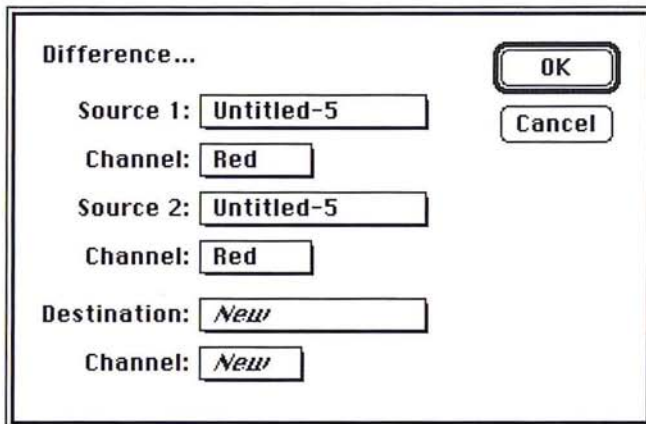 Difference...
OK
Source 1: Untitled-5
Cancel
Channel: Red
Source 2: Untitled-5
Channel: Red
Destination: New
Channel: New